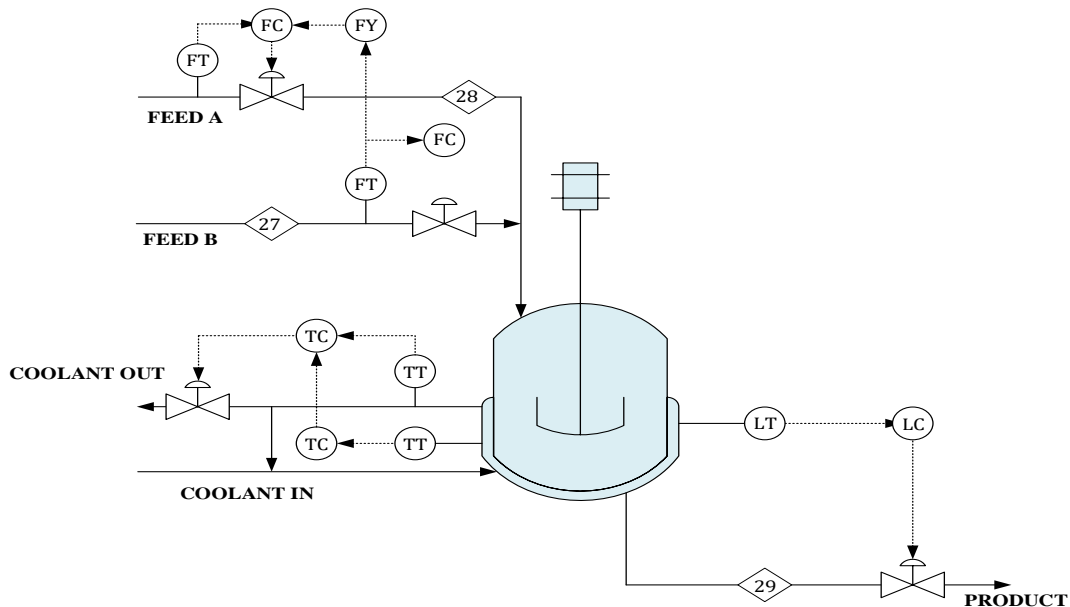 FC
FY
FT
28
FEED A
FC
FT
27
FEED B
TC
COOLANT OUT
TT
LT
LC
TC
TT
COOLANT IN
29
PRODUCT